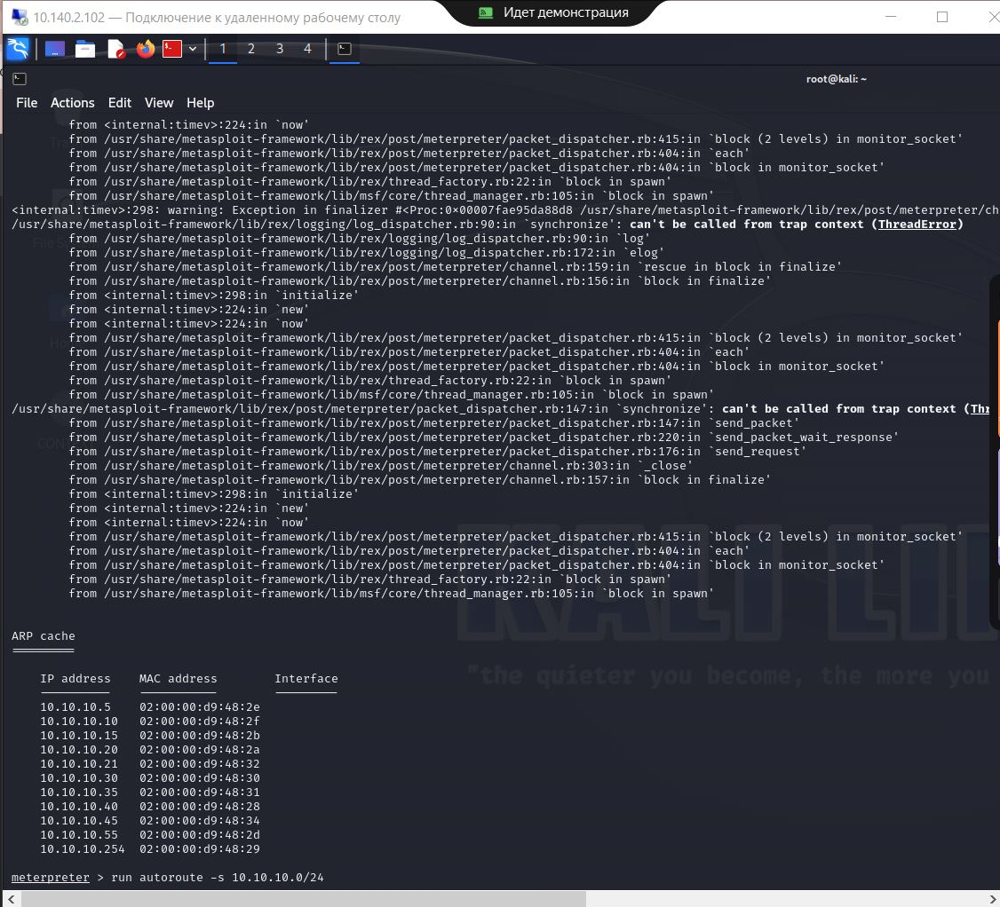 10.140.2.102 — Подключение к удаленному рабочему столу
Идет демонстрация
1 2 3 4
root@kali: ~
File Actions Edit View Help
from <internal:timev>:224:in `now'
from /usr/share/metasploit-framework/lib/rex/post/meterpreter/packet_dispatcher.rb:415:in `block (2 levels) in monitor_socket'
from /usr/share/metasploit-framework/lib/rex/post/meterpreter/packet_dispatcher.rb:404:in `each'
from /usr/share/metasploit-framework/lib/rex/post/meterpreter/packet_dispatcher.rb:404:in `block in monitor_socket'
from /usr/share/metasploit-framework/lib/rex/thread_factory.rb:22:in `block in spawn'
from /usr/share/metasploit-framework/lib/msf/core/thread_manager.rb:105:in `block in spawn'
<internal:timev>:298: warning: Exception in finalizer #<Proc:0×00007fae95da88d8 /usr/share/metasploit-framework/lib/rex/post/meterpreter/ch
/usr/share/metasploit-framework/lib/rex/logging/log_dispatcher.rb:90:in `synchronize': can't be called from trap context (ThreadError)
from /usr/share/metasploit-framework/lib/rex/logging/log_dispatcher.rb:90:in `log'
from /usr/share/metasploit-framework/lib/rex/logging/log_dispatcher.rb:172:in `elog'
from /usr/share/metasploit-framework/lib/rex/post/meterpreter/channel.rb:159:in `rescue in block in finalize'
from /usr/share/metasploit-framework/lib/rex/post/meterpreter/channel.rb:156:in `block in finalize'
from <internal:timev>:298:in `initialize'
from <internal:timev>:224:in `new'
from <internal:timev>:224:in `now'
from /usr/share/metasploit-framework/lib/rex/post/meterpreter/packet_dispatcher.rb:415:in `block (2 levels) in monitor_socket'
from /usr/share/metasploit-framework/lib/rex/post/meterpreter/packet_dispatcher.rb:404:in `each'
from /usr/share/metasploit-framework/lib/rex/post/meterpreter/packet_dispatcher.rb:404:in `block in monitor_socket'
from /usr/share/metasploit-framework/lib/rex/thread_factory.rb:22:in `block in spawn'
from /usr/share/metasploit-framework/lib/msf/core/thread_manager.rb:105:in `block in spawn'
/usr/share/metasploit-framework/lib/rex/post/meterpreter/packet_dispatcher.rb:147:in `synchronize': can't be called from trap context (Thr
from /usr/share/metasploit-framework/lib/rex/post/meterpreter/packet_dispatcher.rb:147:in `send_packet'
from /usr/share/metasploit-framework/lib/rex/post/meterpreter/packet_dispatcher.rb:220:in `send_packet_wait_response'
from /usr/share/metasploit-framework/lib/rex/post/meterpreter/packet_dispatcher.rb:176:in `send_request'
from /usr/share/metasploit-framework/lib/rex/post/meterpreter/channel.rb:303:in `_close'
from /usr/share/metasploit-framework/lib/rex/post/meterpreter/channel.rb:157:in `block in finalize'
from <internal:timev>:298:in `initialize'
from <internal:timev>:224:in `new'
from <internal:timev>:224:in `now'
from /usr/share/metasploit-framework/lib/rex/post/meterpreter/packet_dispatcher.rb:415:in `block (2 levels) in monitor_socket'
from /usr/share/metasploit-framework/lib/rex/post/meterpreter/packet_dispatcher.rb:404:in `each'
from /usr/share/metasploit-framework/lib/rex/post/meterpreter/packet_dispatcher.rb:404:in `block in monitor_socket'
from /usr/share/metasploit-framework/lib/rex/thread_factory.rb:22:in `block in spawn'
from /usr/share/metasploit-framework/lib/msf/core/thread_manager.rb:105:in `block in spawn'
KALI LI
"the quieter you become, the more you
ARP cache
IP address MAC address Interface
10.10.10.5 02:00:00:d9:48:2e
10.10.10.10 02:00:00:d9:48:2f
10.10.10.15 02:00:00:d9:48:2b
10.10.10.20 02:00:00:d9:48:2a
10.10.10.21 02:00:00:d9:48:32
10.10.10.30 02:00:00:d9:48:30
10.10.10.35 02:00:00:d9:48:31
10.10.10.40 02:00:00:d9:48:28
10.10.10.45 02:00:00:d9:48:34
10.10.10.55 02:00:00:d9:48:2d
10.10.10.254 02:00:00:d9:48:29
meterpreter > run autoroute -s 10.10.10.0/24